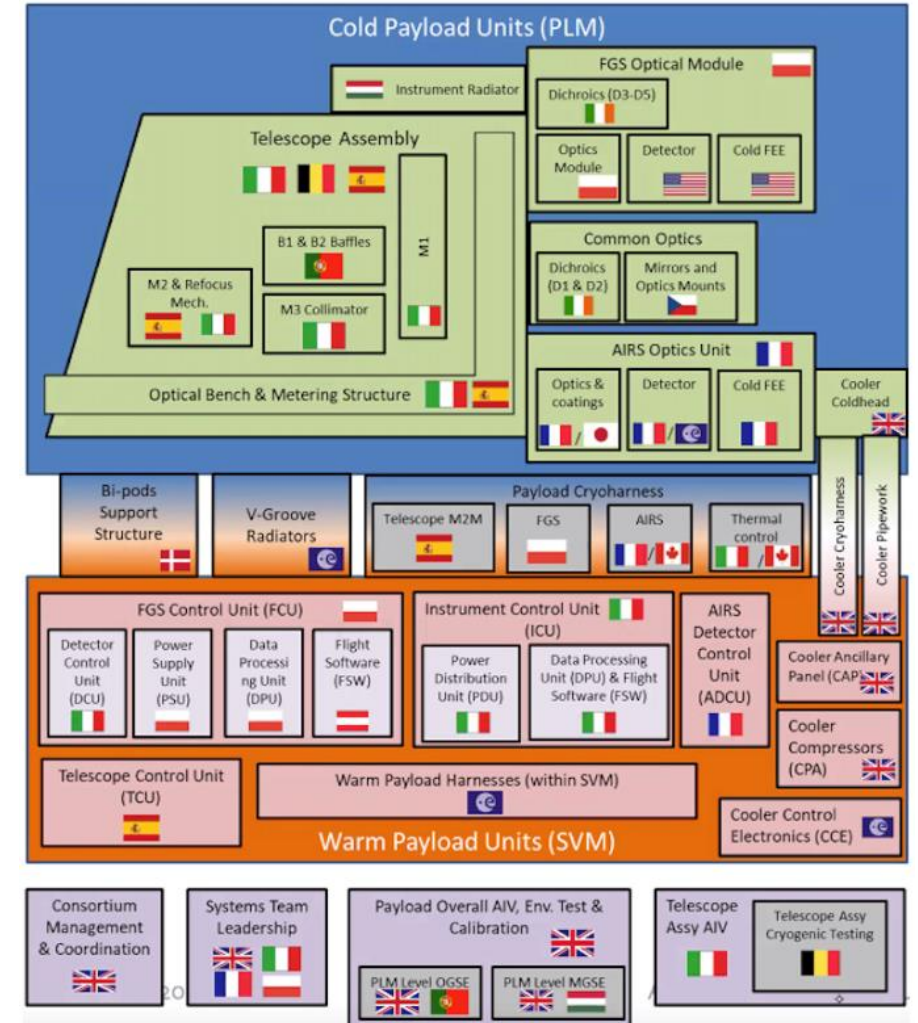 Cold Payload Units (PLM)
FGS Optical Module
Instrument Radiator
Dichroics (D3-D5)
Telescope Assembly
Optics
Module
Detector
Cold FEE
M1
B1 & B2 Baffles
M2 & Refocus
Mech.
M3 Collimator
Common Optics
Dichroics
(D1 & D2)
Mirrors and
Optics Mounts
AIRS Optics Unit
Optical Bench & Metering Structure
Optics &
coatings
/
Detector
/
Cold FEE
Cooler
Coldhead
Bi-pods
Support
Structure
V-Groove
Radiators
Payload Cryoharness
Telescope M2M
FGS
AIRS
/
Thermal
control
/
Cooler Cryoharness
Cooler Pipework
FGS Control Unit (FCU)
Detector
Control
Unit
(DCU)
Power
Supply
Unit
(PSU)
Data
Processi
ng Unit
(DPU)
Flight
Software
(FSW)
Instrument Control Unit
(ICU)
Power
Distribution
Unit (PDU)
Data Processing
Unit (DPU) & Flight
Software (FSW)
AIRS
Detector
Control
Unit
(ADCU)
Cooler Ancillary
Panel (CAP)
Cooler
Compressors
(CPA)
Telescope Control Unit
(TCU)
Warm Payload Harnesses (within SVM)
Cooler Control
Electronics (CCE)
Warm Payload Units (SVM)
Consortium
Management
& Coordination
Systems Team
Leadership
Payload Overall AIV, Env. Test &
Calibration
PLM Level OGSE
PLM Level MGSE
Telescope
Assy AIV
Telescope Assy
Cryogenic Testing
20